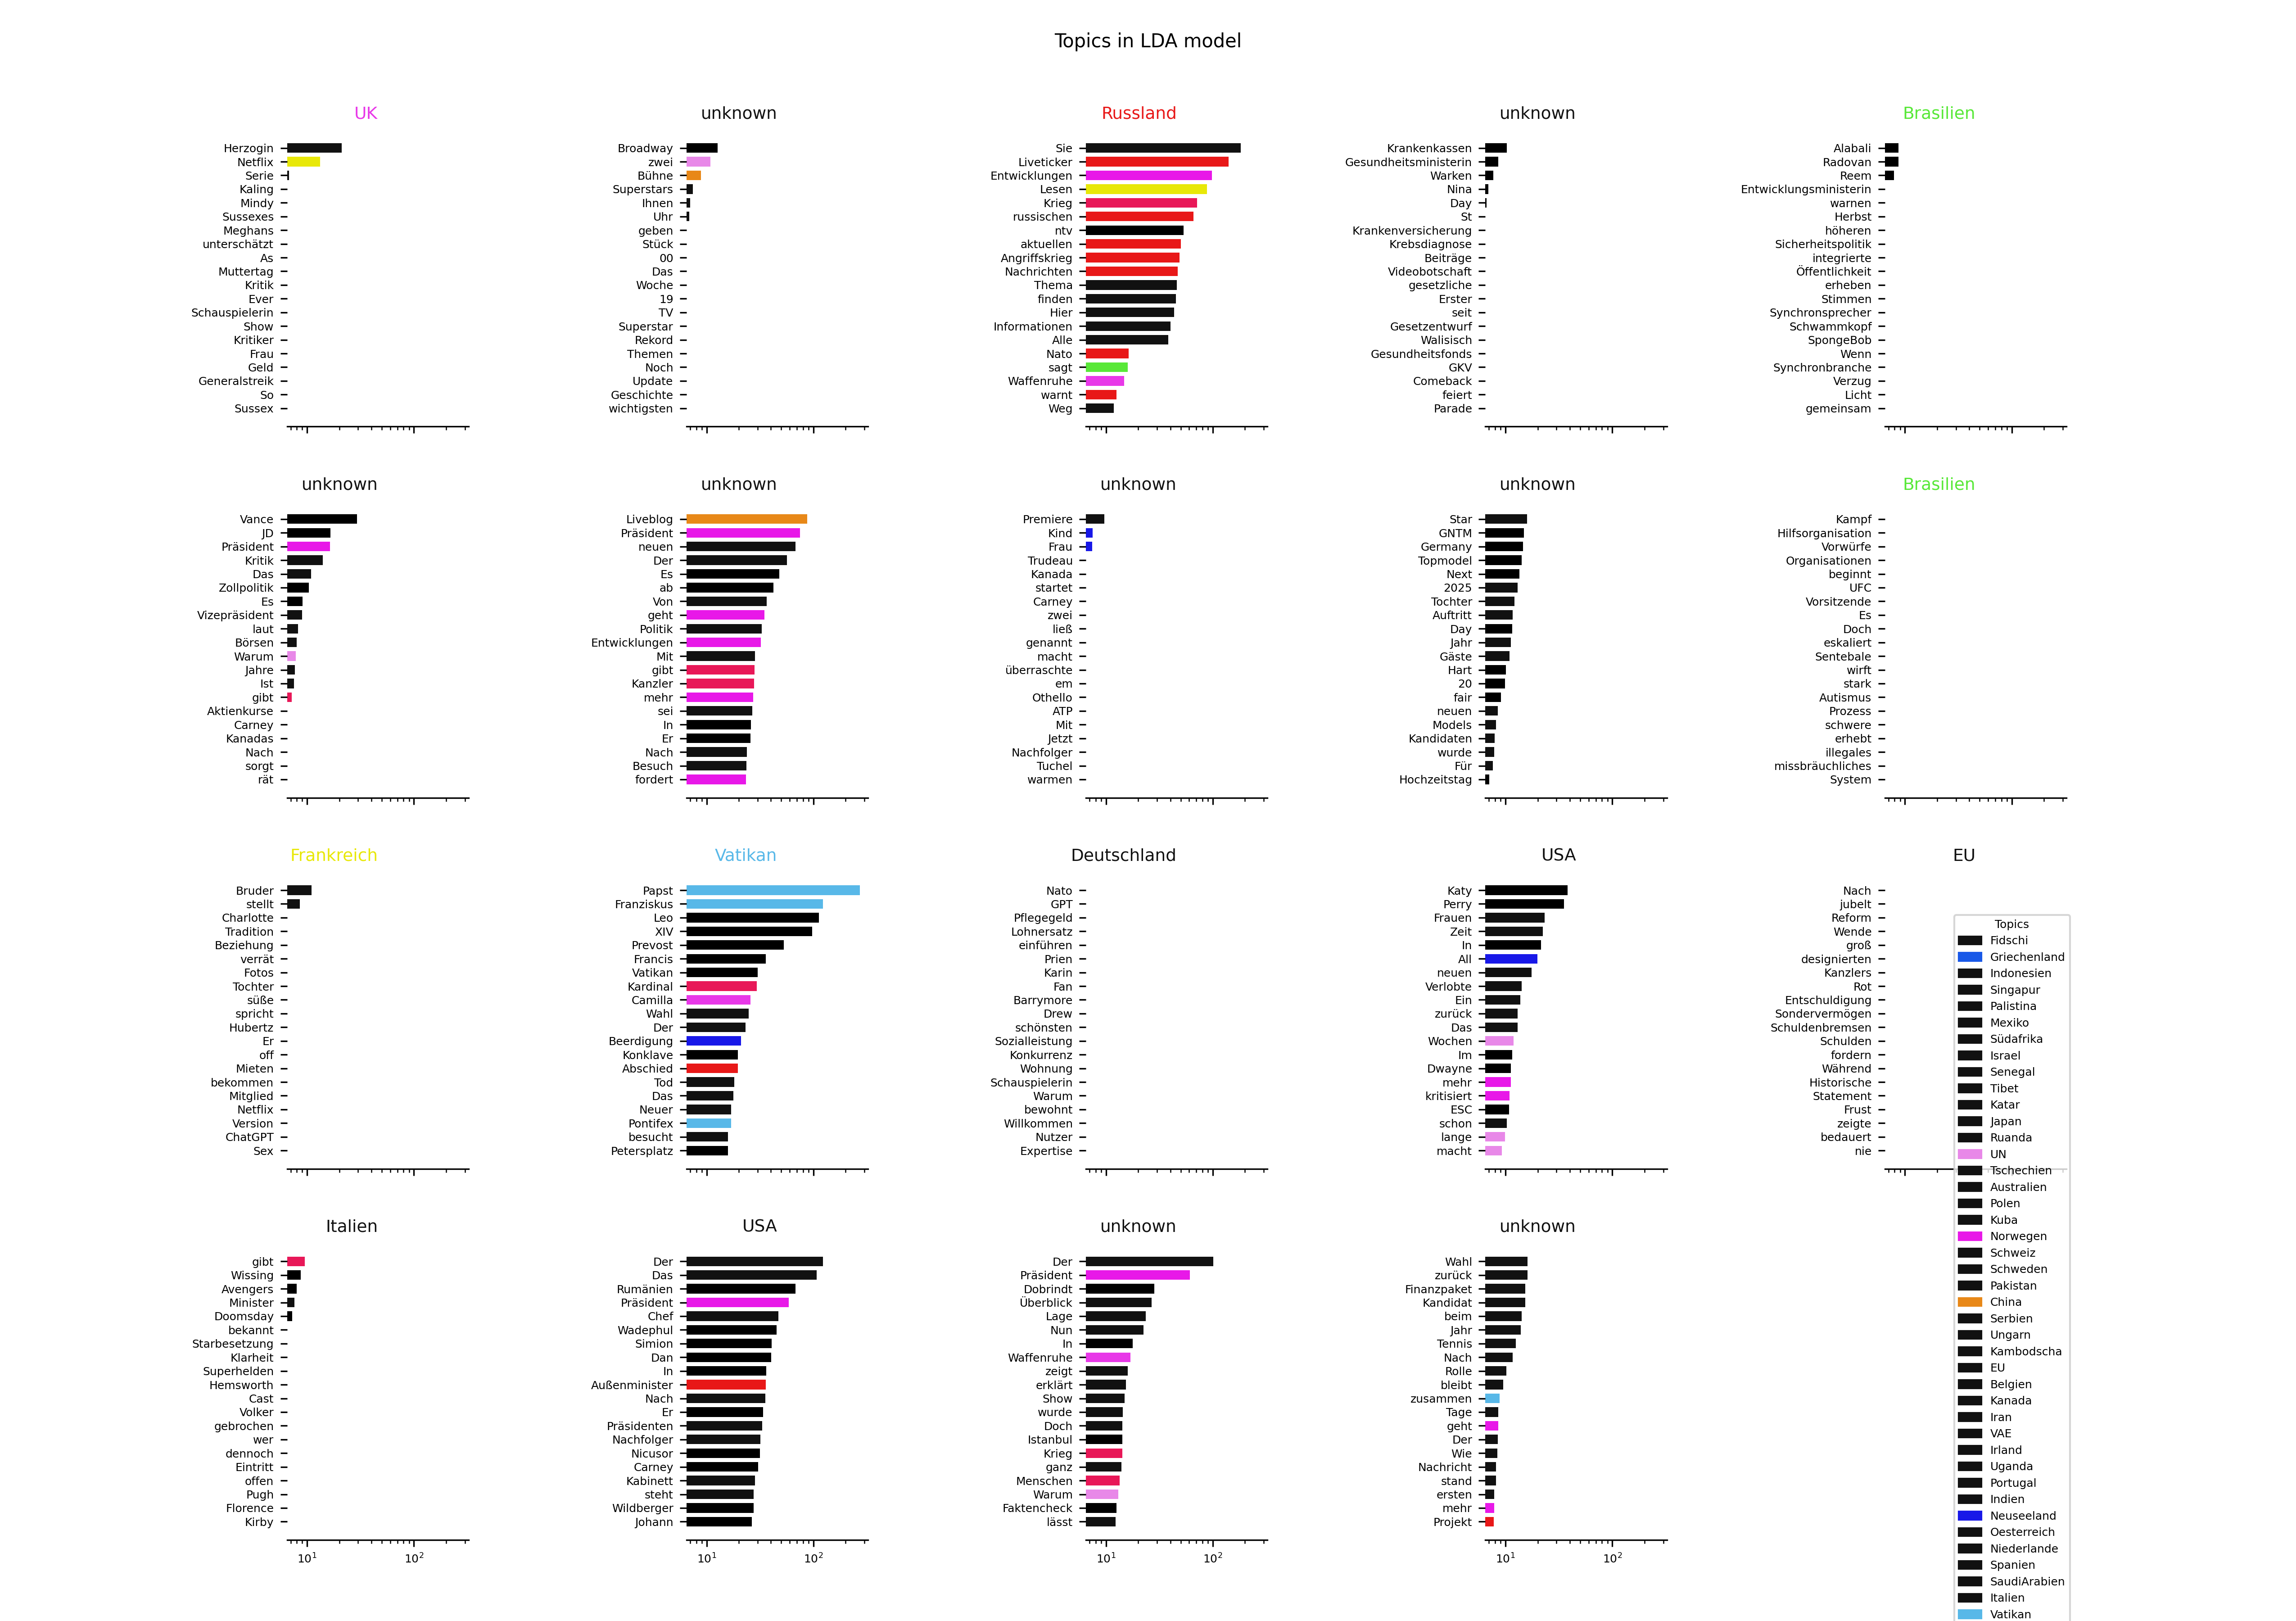 Topics in LDA model
UK
Herzogin
Netflix
Serie
Kaling
Mindy
Sussexes
Meghans
unterschätzt
As
Muttertag
Kritik
Ever
Schauspielerin
Show
Kritiker
Frau
Geld
Generalstreik
So
Sussex
unknown
Broadway
zwei
Bühne
Superstars
Ihnen
Uhr
geben
Stück
00
Das
Woche
19
TV
Superstar
Rekord
Themen
Noch
Update
Geschichte
wichtigsten
Russland
Sie
Liveticker
Entwicklungen
Lesen
Krieg
russischen
ntv
aktuellen
Angriffskrieg
Nachrichten
Thema
finden
Hier
Informationen
Alle
Nato
sagt
Waffenruhe
warnt
Weg
unknown
Krankenkassen
Gesundheitsministerin
Warken
Nina
Day
St
Krankenversicherung
Krebsdiagnose
Beiträge
Videobotschaft
gesetzliche
Erster
seit
Gesetzentwurf
Walisisch
Gesundheitsfonds
GKV
Comeback
feiert
Parade
Brasilien
Alabali
Radovan
Reem
Entwicklungsministerin
warnen
Herbst
höheren
Sicherheitspolitik
integrierte
Öffentlichkeit
erheben
Stimmen
Synchronsprecher
Schwammkopf
SpongeBob
Wenn
Synchronbranche
Verzug
Licht
gemeinsam
unknown
Vance
JD
Präsident
Kritik
Das
Zollpolitik
Es
Vizepräsident
laut
Börsen
Warum
Jahre
Ist
gibt
Aktienkurse
Carney
Kanadas
Nach
sorgt
rät
unknown
Liveblog
Präsident
neuen
Der
Es
ab
Von
geht
Politik
Entwicklungen
Mit
gibt
Kanzler
mehr
sei
In
Er
Nach
Besuch
fordert
unknown
Premiere
Kind
Frau
Trudeau
Kanada
startet
Carney
zwei
ließ
genannt
macht
überraschte
em
Othello
ATP
Mit
Jetzt
Nachfolger
Tuchel
warmen
unknown
Star
GNTM
Germany
Topmodel
Next
2025
Tochter
Auftritt
Day
Jahr
Gäste
Hart
20
fair
neuen
Models
Kandidaten
wurde
Für
Hochzeitstag
Brasilien
Kampf
Hilfsorganisation
Vorwürfe
Organisationen
beginnt
UFC
Vorsitzende
Es
Doch
eskaliert
Sentebale
wirft
stark
Autismus
Prozess
schwere
erhebt
illegales
missbräuchliches
System
Frankreich
Bruder
stellt
Charlotte
Tradition
Beziehung
verrät
Fotos
Tochter
süße
spricht
Hubertz
Er
off
Mieten
bekommen
Mitglied
Netflix
Version
ChatGPT
Sex
Vatikan
Papst
Franziskus
Leo
XIV
Prevost
Francis
Vatikan
Kardinal
Camilla
Wahl
Der
Beerdigung
Konklave
Abschied
Tod
Das
Neuer
Pontifex
besucht
Petersplatz
Deutschland
Nato
GPT
Pflegegeld
Lohnersatz
einführen
Prien
Karin
Fan
Barrymore
Drew
schönsten
Sozialleistung
Konkurrenz
Wohnung
Schauspielerin
Warum
bewohnt
Willkommen
Nutzer
Expertise
USA
Katy
Perry
Frauen
Zeit
In
All
neuen
Verlobte
Ein
zurück
Das
Wochen
Im
Dwayne
mehr
kritisiert
ESC
schon
lange
macht
EU
Nach
jubelt
Reform
Wende
groß
designierten
Kanzlers
Rot
Entschuldigung
Sondervermögen
Schuldenbremsen
Schulden
fordern
Während
Historische
Statement
Frust
zeigte
bedauert
nie
Italien
gibt
Wissing
Avengers
Minister
Doomsday
bekannt
Starbesetzung
Klarheit
Superhelden
Hemsworth
Cast
Volker
gebrochen
wer
dennoch
Eintritt
offen
Pugh
Florence
Kirby
10¹ 10²
USA
Der
Das
Rumänien
Präsident
Chef
Wadephul
Simion
Dan
In
Außenminister
Nach
Er
Präsidenten
Nachfolger
Nicusor
Carney
Kabinett
steht
Wildberger
Johann
10¹ 10²
unknown
Der
Präsident
Dobrindt
Überblick
Lage
Nun
In
Waffenruhe
zeigt
erklärt
Show
wurde
Doch
Istanbul
Krieg
ganz
Menschen
Warum
Faktencheck
lässt
10¹ 10²
unknown
Wahl
zurück
Finanzpaket
Kandidat
beim
Jahr
Tennis
Nach
Rolle
bleibt
zusammen
Tage
geht
Der
Wie
Nachricht
stand
ersten
mehr
Projekt
10¹ 10²
Topics
Fidschi
Griechenland
Indonesien
Singapur
Palistina
Mexiko
Südafrika
Israel
Senegal
Tibet
Katar
Japan
Ruanda
UN
Tschechien
Australien
Polen
Kuba
Norwegen
Schweiz
Schweden
Pakistan
China
Serbien
Ungarn
Kambodscha
EU
Belgien
Kanada
Iran
VAE
Irland
Uganda
Portugal
Indien
Neuseeland
Oesterreich
Niederlande
Spanien
SaudiArabien
Italien
Vatikan